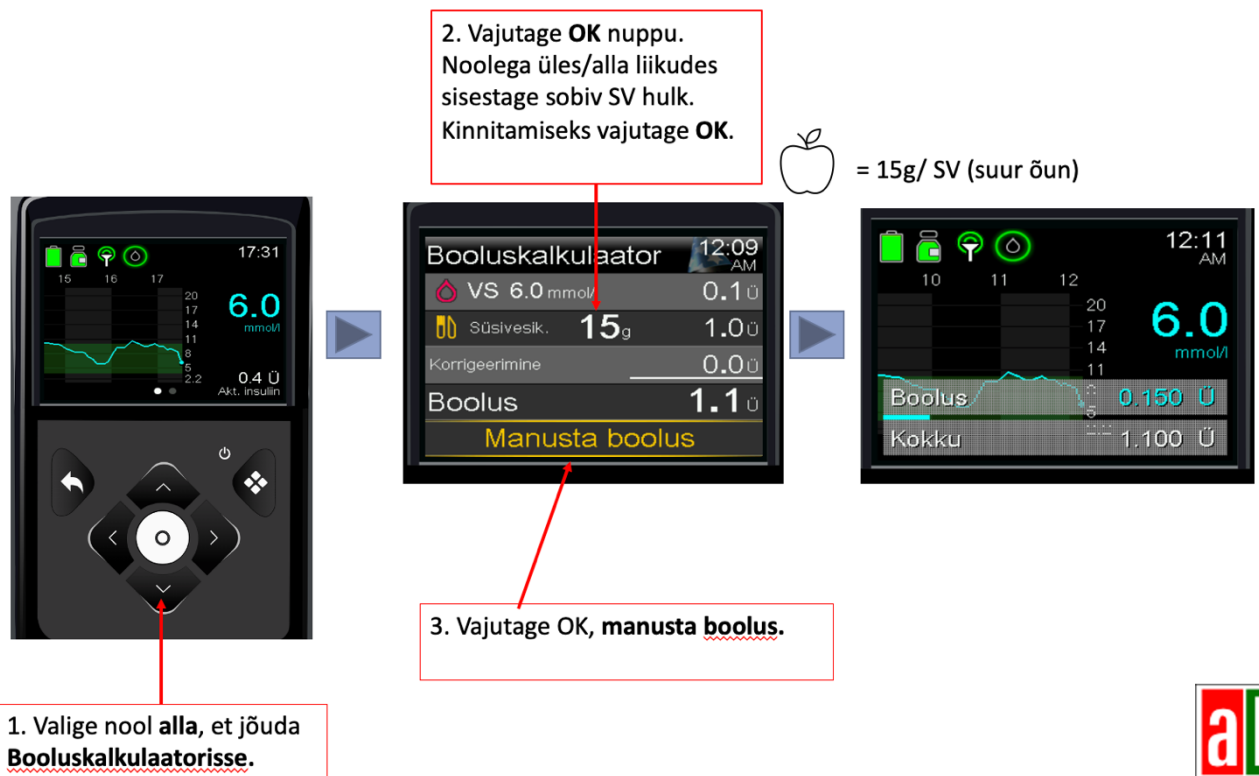 2. Vajutage OK nuppu.
Noolega üles/alla liikudes
sisestage sobiv SV hulk.
Kinnitamiseks vajutage OK.
= 15g/ SV (suur õun)
17:31
15 16 17
20
17
14
11
8
5
2.2
6.0
mmol/l
0.4 Ü
Akt. insuliin
Booluskalkulaator 12:09
AM
VS 6.0 mmol/ 0.1 ü
Süsivesik. 15g 1.0 ü
Korrigeerimine 0.0 ü
Boolus 1.1 ü
Manusta boolus
12:11
AM
10 11 12
20
17
14
11
5
6.0
mmol/l
Boolus 0.150 Ü
Kokku 1.100 Ü
3. Vajutage OK, manusta boolus.
1. Valige nool alla, et jõuda
Booluskalkulaatorisse.
a